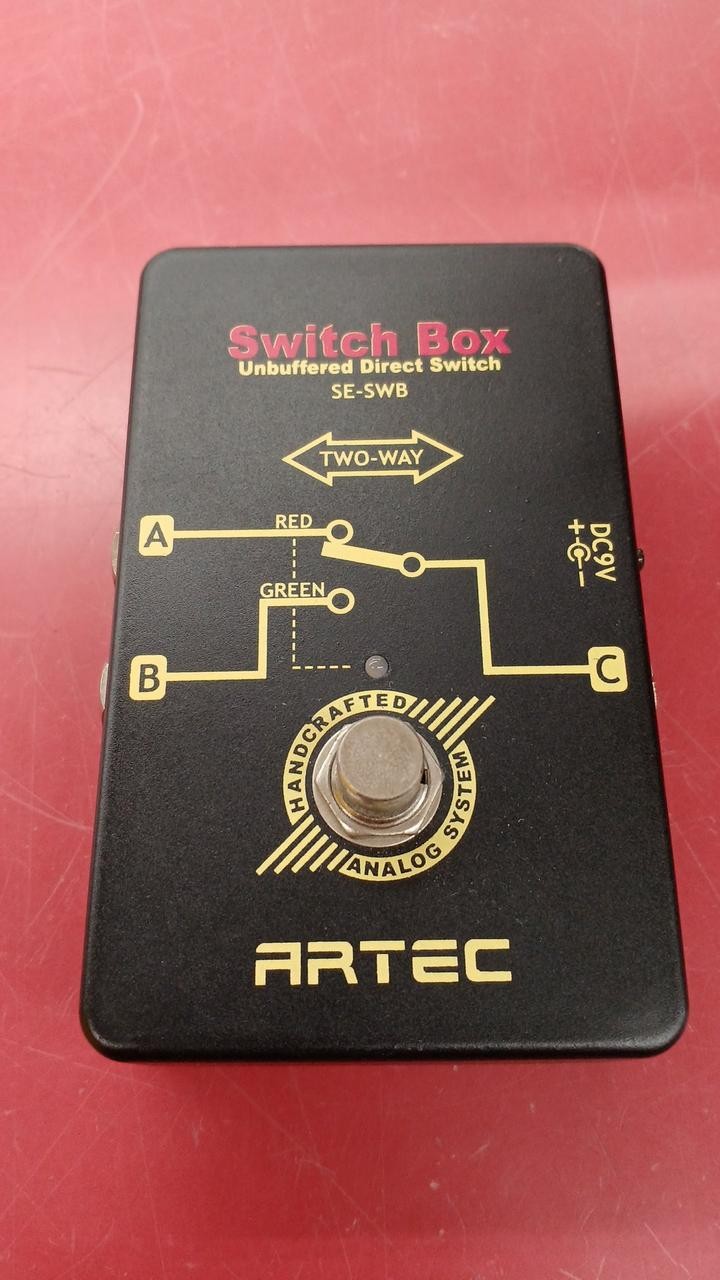 Switch Box
Unbuffered Direct Switch
SE-SWB
TWO-WAY
A
RED
DC9V
+ -
GREEN
B
C
HANDCRAFTED
ANALOG SYSTEM
ARTEC